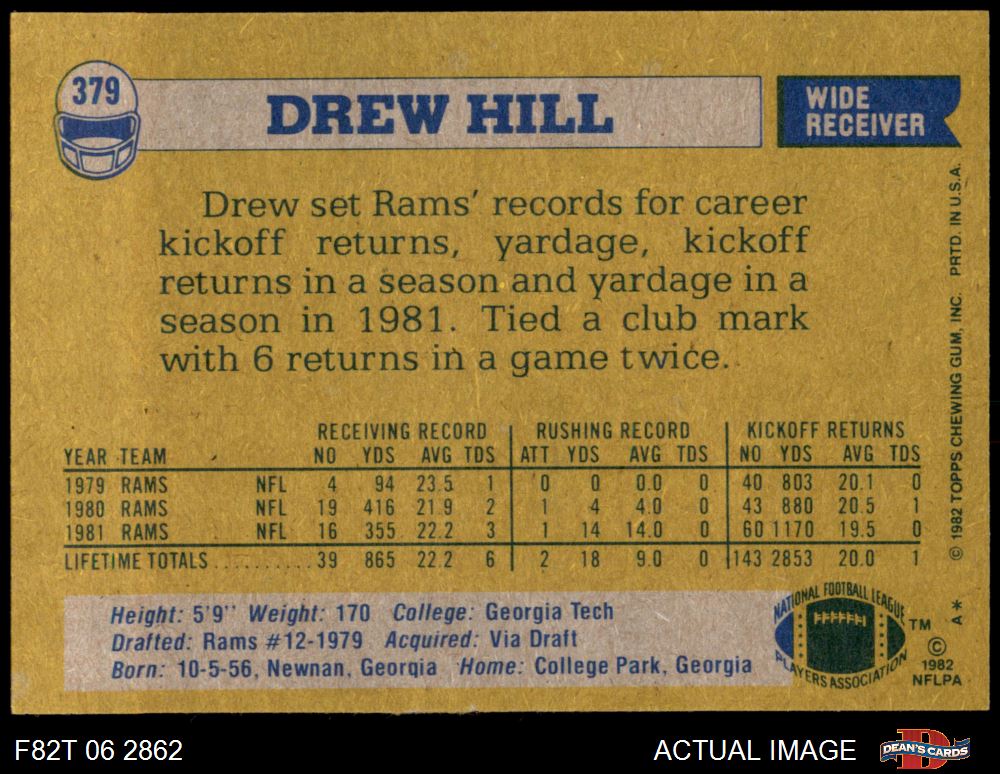 379
DREW HILL
WIDE
RECEIVER
Drew set Rams' records for career
kickoff returns, yardage, kickoff
returns in a season and yardage in a
season in 1981. Tied a club mark
with 6 returns in a game twice.
RECEIVING RECORD RUSHING RECORD KICKOFF RETURNS
YEAR TEAM NO YDS AVG TDS ATT YDS AVG TDS NO YDS AVG TDS
1979 RAMS NFL 4 94 23.5 1 0 0 0.0 0 40 803 20.1 0
1980 RAMS NFL 19 416 21.9 2 1 4 4.0 0 43 880 20.5 1
1981 RAMS NFL 16 355 22.2 3 1 14 14.0 0 60 1170 19.5 0
LIFETIME TOTALS.......... 39 865 22.2 6 2 18 9.0 0 143 2853 20.0 1
Height: 5'9" Weight: 170 College: Georgia Tech
Drafted: Rams #12-1979 Acquired: Via Draft
Born: 10-5-56, Newnan, Georgia Home: College Park, Georgia
NATIONAL FOOTBALL LEAGUE
PLAYERS ASSOCIATION
TM
©
1982
NFLPA
© 1982 TOPPS CHEWING GUM, INC. PRTD. IN U.S.A.
A*
F82T 06 2862
ACTUAL IMAGE
D
DEAN'S CARDS